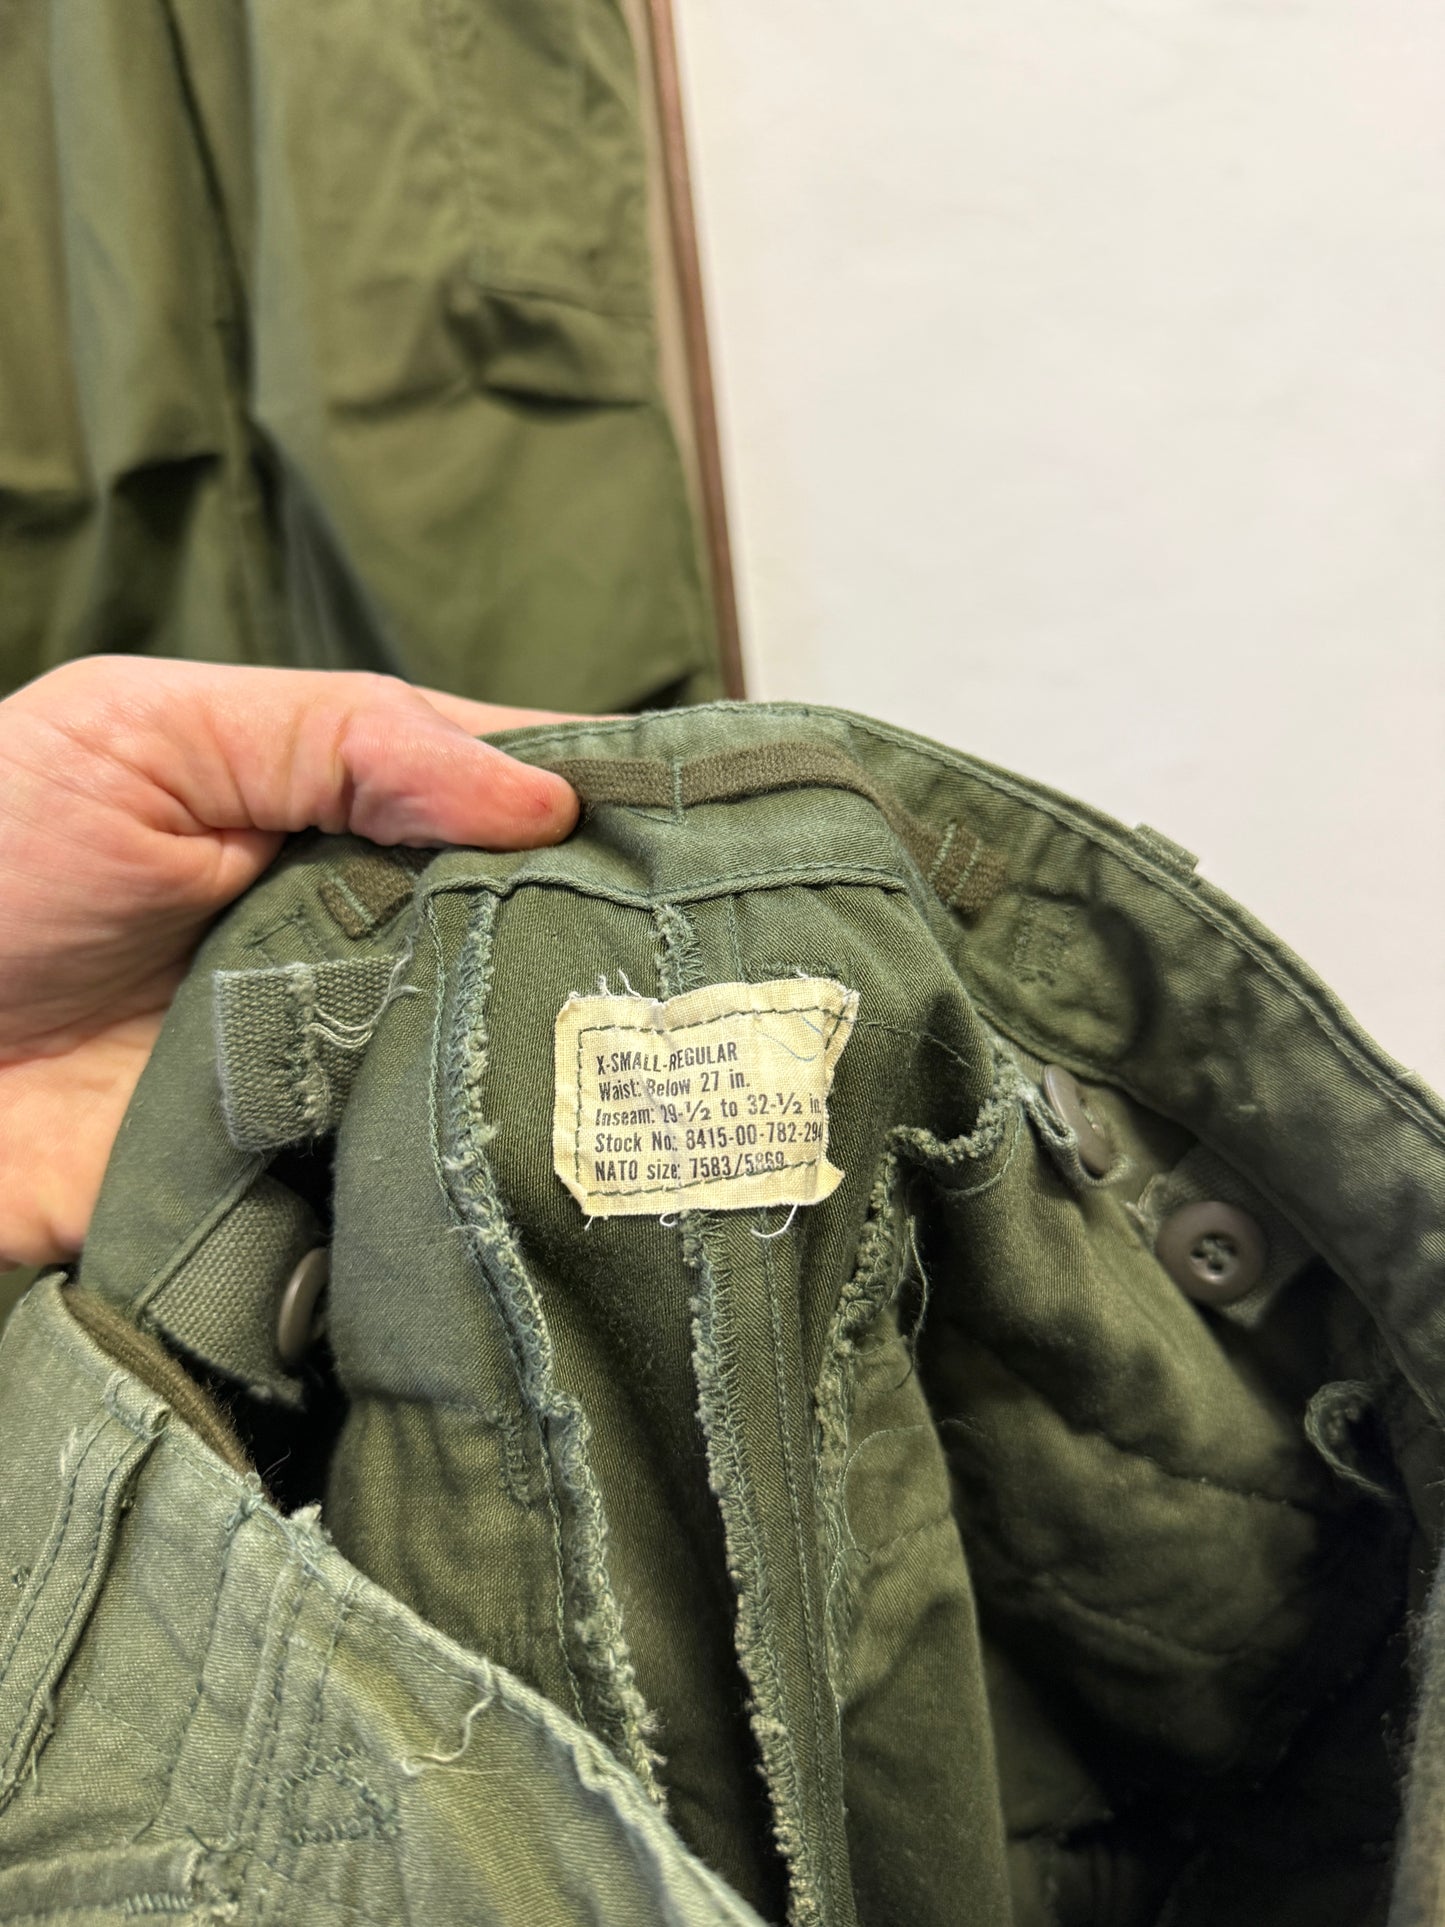 X-SMALL-REGULAR
Waist: Below 27 in.
Inseam: 29-½ to 32-½ in.
Stock No.: 8415-00-782-294
NATO size: 7583/5869